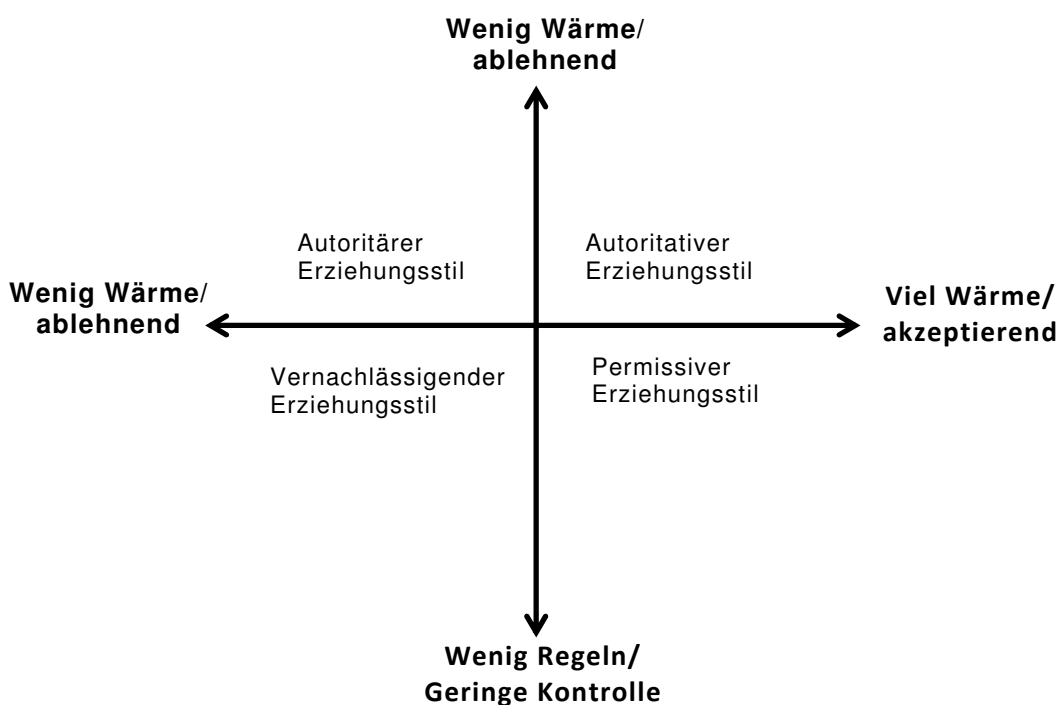 Wenig Wärme/
ablehnend
Autoritärer
Erziehungsstil
Autoritativer
Erziehungsstil
Wenig Wärme/
ablehnend
Viel Wärme/
akzeptierend
Vernachlässigender
Erziehungsstil
Permissiver
Erziehungsstil
Wenig Regeln/
Geringe Kontrolle